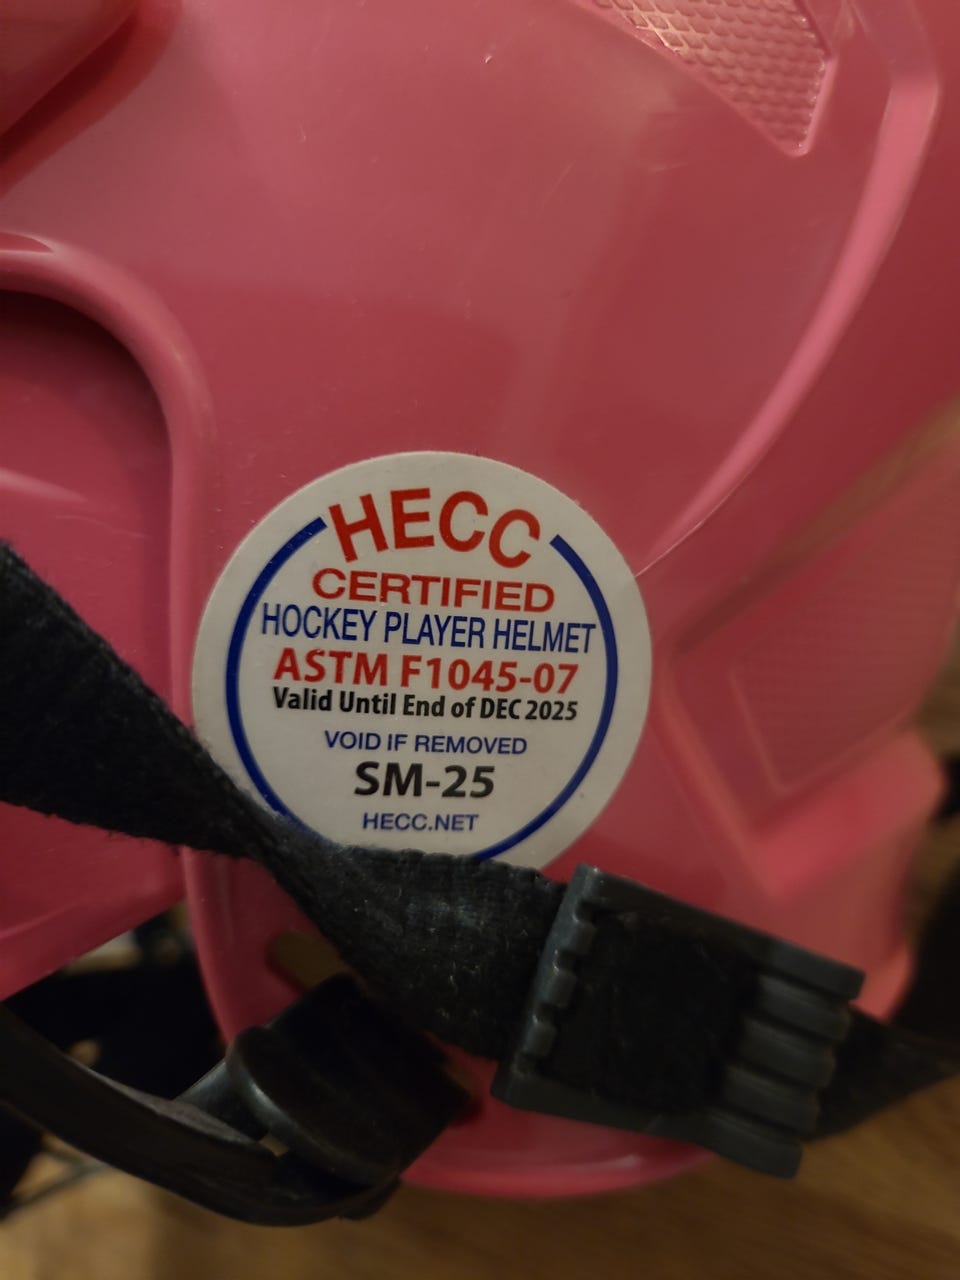 HECC
CERTIFIED
HOCKEY PLAYER HELMET
ASTM F1045-07
Valid Until End of DEC 2025
VOID IF REMOVED
SM-25
HECC.NET